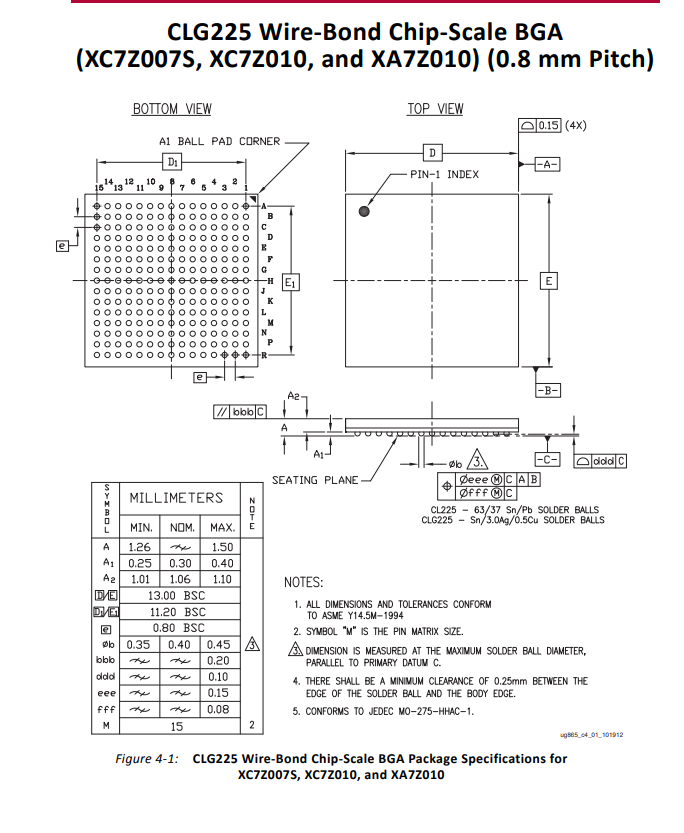 CLG225 Wire-Bond Chip-Scale BGA
(XC7Z007S, XC7Z010, and XA7Z010) (0.8 mm Pitch)
BOTTOM VIEW
TOP VIEW
A1 BALL PAD CORNER
0.15 (4X)
D1
D
-A-
PIN-1 INDEX
14 12 10 8 6 4 2
15 13 11 9 7 5 3 1
A
B
C
D
E
F
G
H
J
K
L
M
N
P
R
e
E1
E
e
-B-
// bbb C
A2
A
A1
Øb 3.
-C-
ddd C
SEATING PLANE
Øeee Ⓜ C A B
Øfff Ⓜ C
CL225 - 63/37 Sn/Pb SOLDER BALLS
CLG225 - Sn/3.0Ag/0.5Cu SOLDER BALLS
SYMBOL MILLIMETERS NOTE
MIN. NOM. MAX.
A 1.26 1.50
A1 0.25 0.30 0.40
A2 1.01 1.06 1.10
D/E 13.00 BSC
D1/E1 11.20 BSC
e 0.80 BSC
Øb 0.35 0.40 0.45 3
bbb 0.20
ddd 0.10
eee 0.15
fff 0.08
M 15 2
NOTES:
1. ALL DIMENSIONS AND TOLERANCES CONFORM
TO ASME Y14.5M-1994
2. SYMBOL "M" IS THE PIN MATRIX SIZE.
3. DIMENSION IS MEASURED AT THE MAXIMUM SOLDER BALL DIAMETER,
PARALLEL TO PRIMARY DATUM C.
4. THERE SHALL BE A MINIMUM CLEARANCE OF 0.25mm BETWEEN THE
EDGE OF THE SOLDER BALL AND THE BODY EDGE.
5. CONFORMS TO JEDEC MO-275-HHAC-1.
ug865_c4_01_101912
Figure 4-1: CLG225 Wire-Bond Chip-Scale BGA Package Specifications for
XC7Z007S, XC7Z010, and XA7Z010